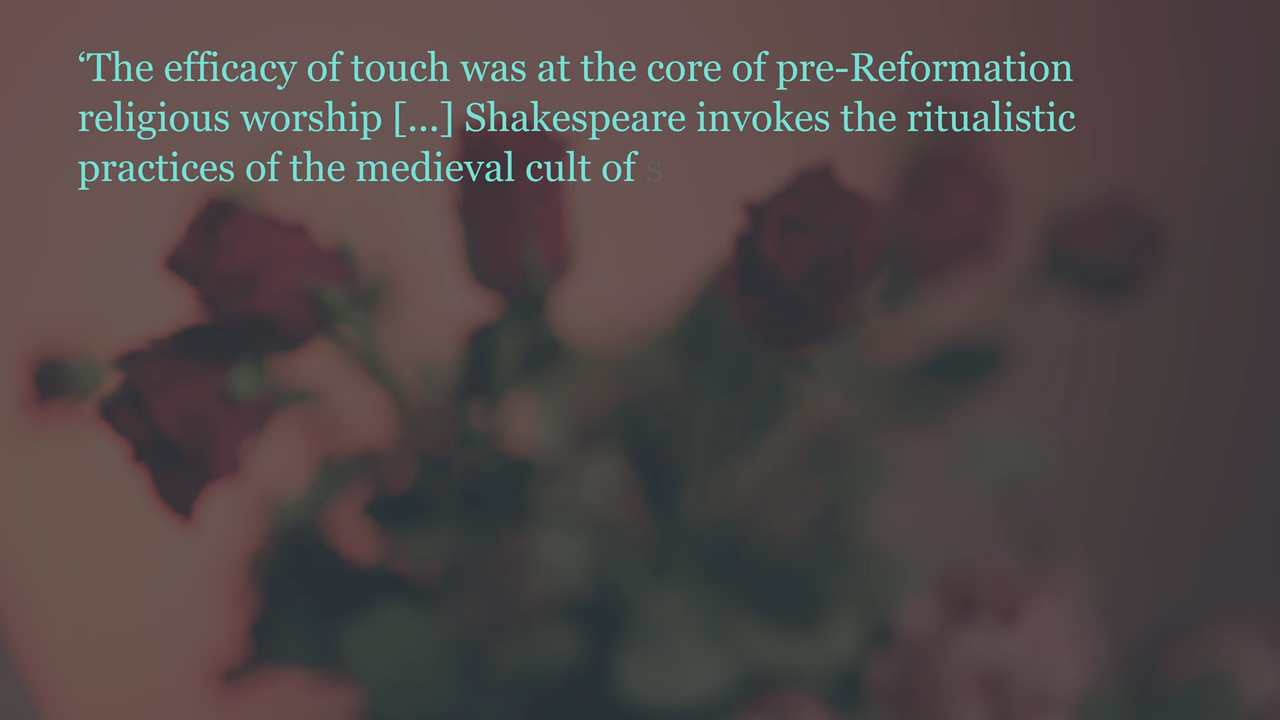 ‘The efficacy of touch was at the core of pre-Reformation
religious worship [...] Shakespeare invokes the ritualistic
practices of the medieval cult of s